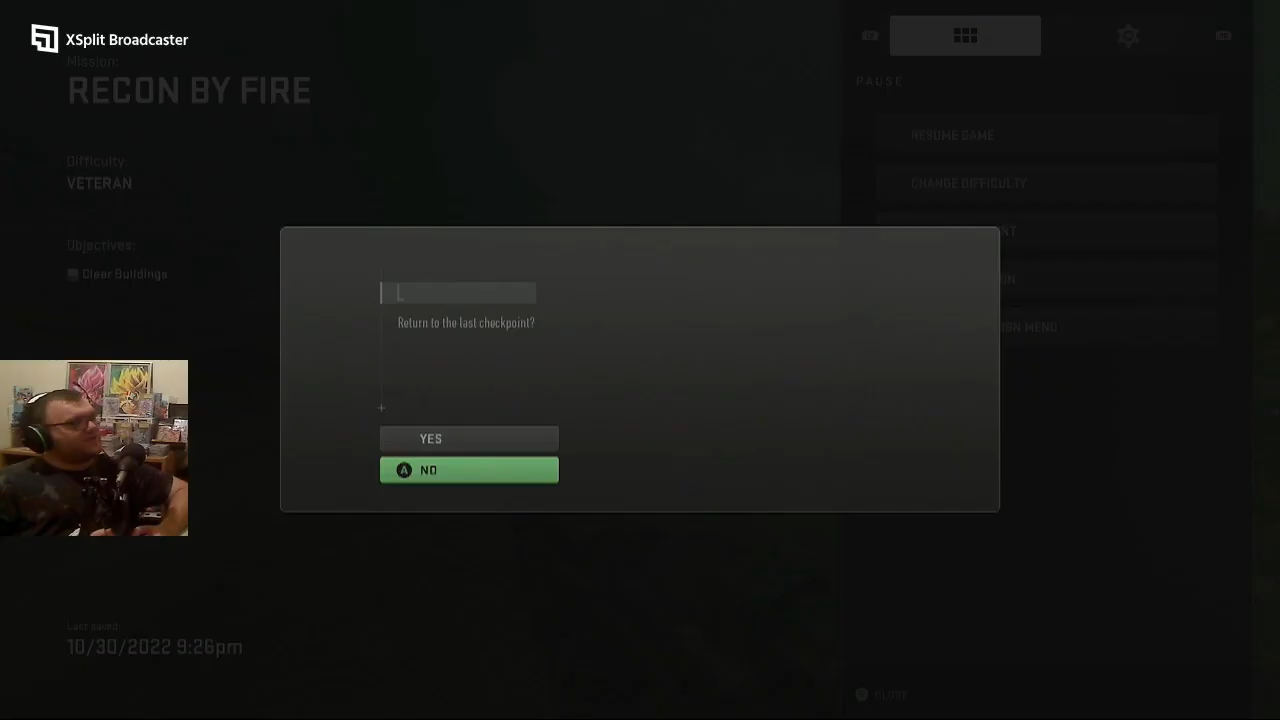 XSplit Broadcaster
Mission:
RECON BY FIRE
Difficulty:
VETERAN
Objectives:
Clear Buildings
Last saved:
10/30/2022 9:26pm
Return to the last checkpoint?
YES
A NO
PAUSE
RESUME GAME
CHANGE DIFFICULTY
CLOSE